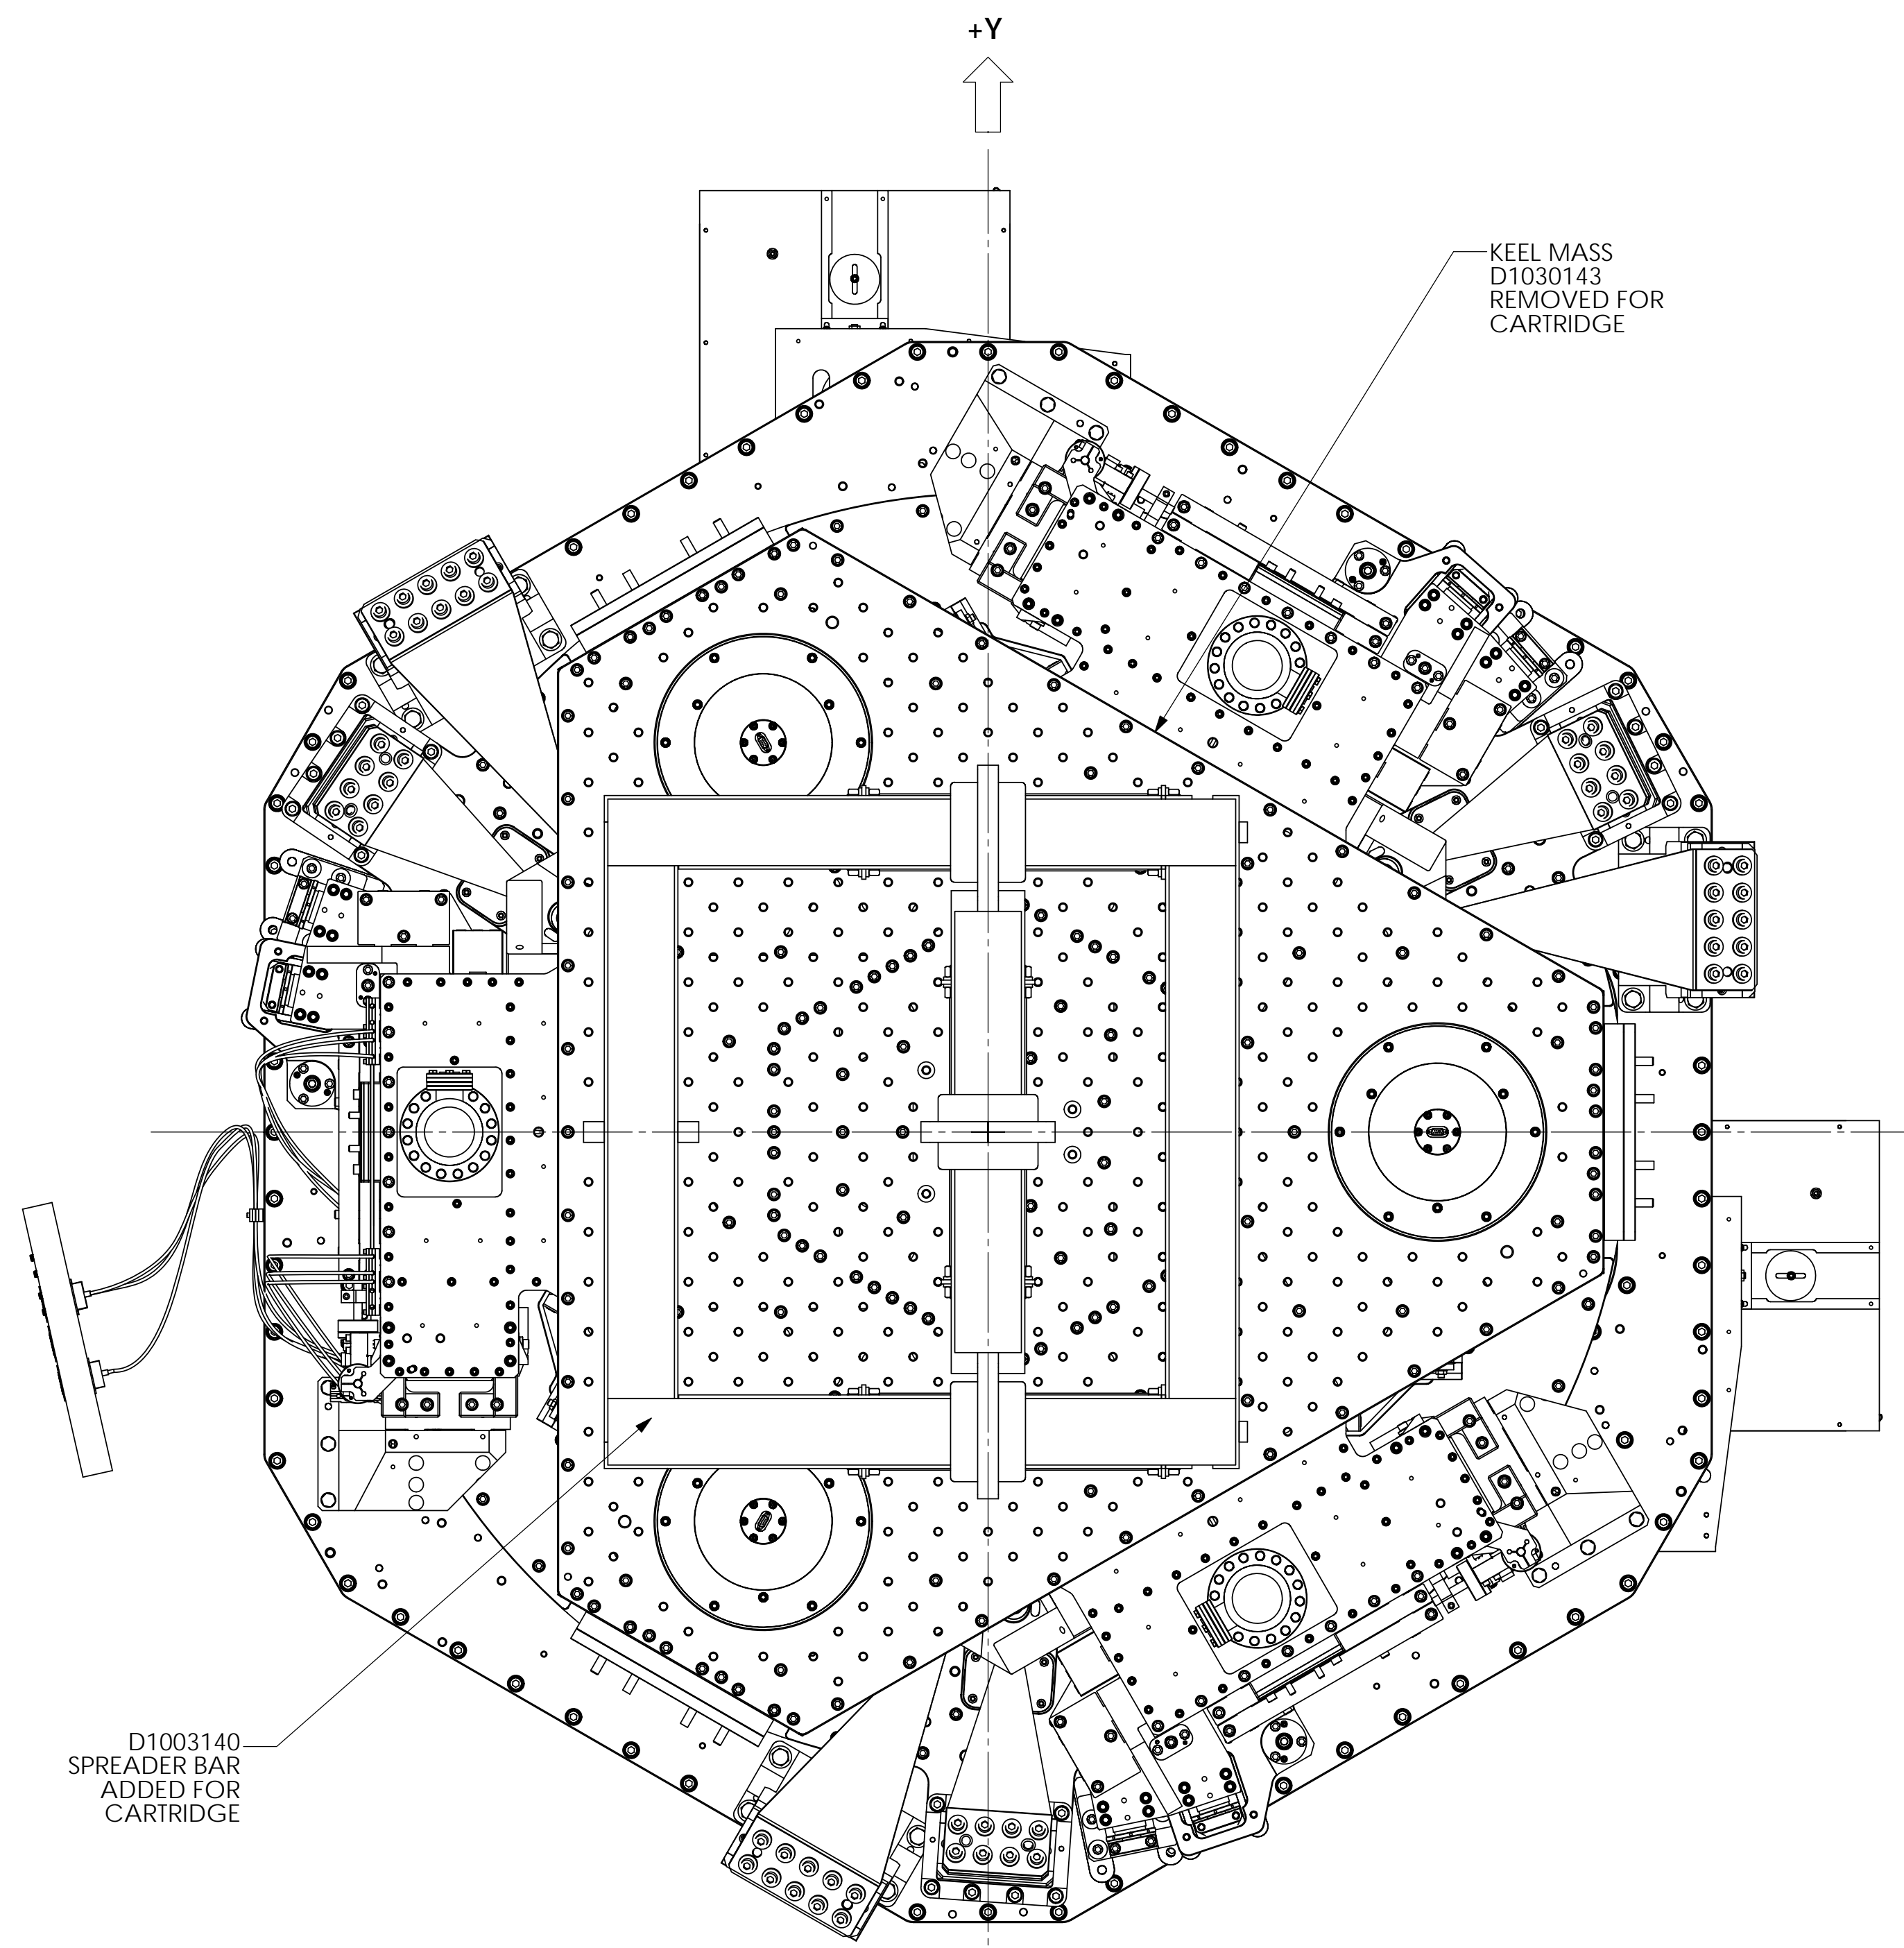 +Y
KEEL MASS
D1030143
REMOVED FOR
CARTRIDGE
D1003140
SPREADER BAR
ADDED FOR
CARTRIDGE